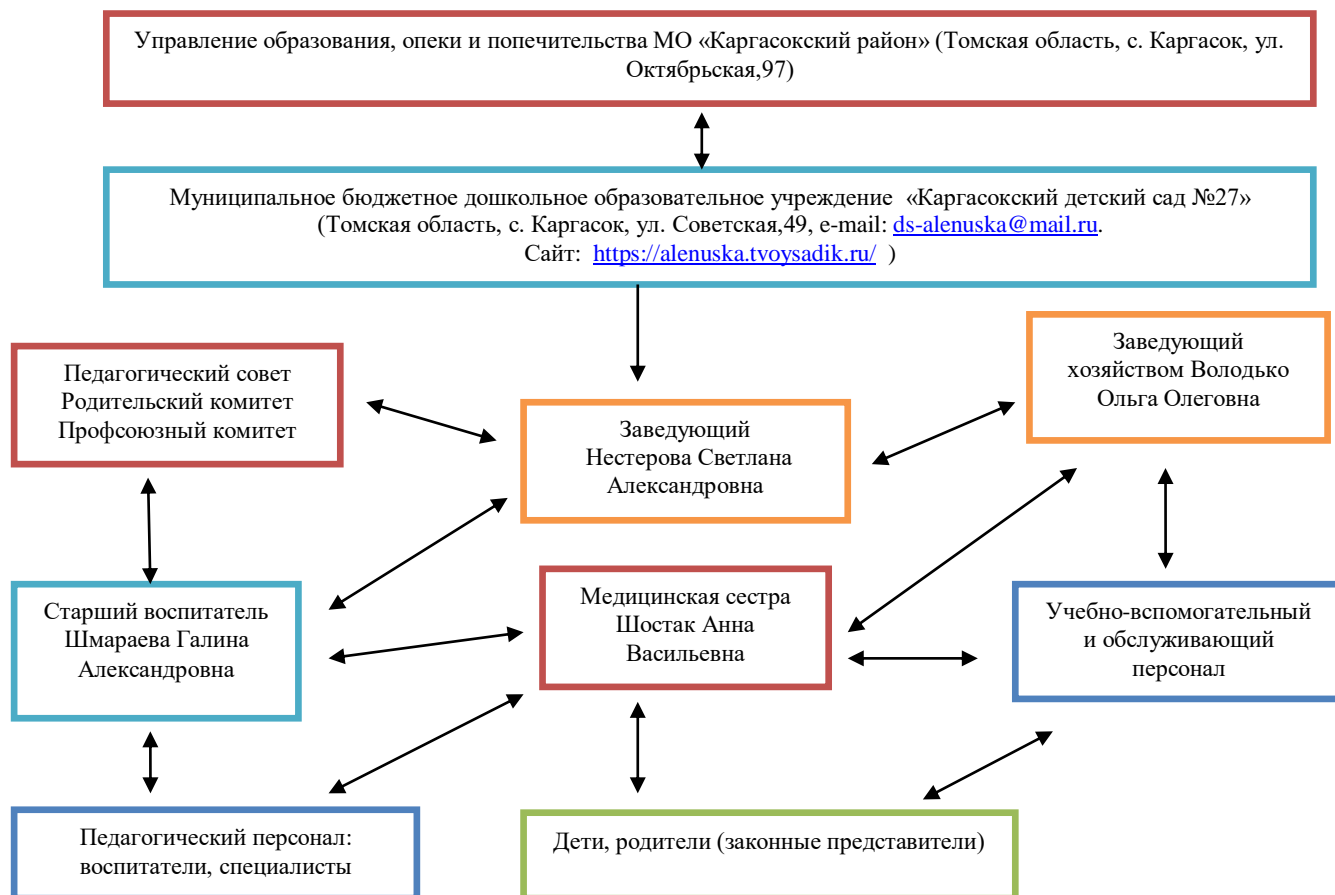 Управление образования, опеки и попечительства МО «Каргасокский район» (Томская область, с. Каргасок, ул.
Октябрьская,97)
Муниципальное бюджетное дошкольное образовательное учреждение «Каргасокский детский сад №27»
(Томская область, с. Каргасок, ул. Советская,49, e-mail: ds-alenuska@mail.ru.
Сайт: https://alenuska.tvoysadik.ru/ )
Педагогический совет
Родительский комитет
Профсоюзный комитет
Заведующий
Нестерова Светлана
Александровна
Заведующий
хозяйством Володько
Ольга Олеговна
Старший воспитатель
Шмараева Галина
Александровна
Медицинская сестра
Шостак Анна
Васильевна
Учебно-вспомогательный
и обслуживающий
персонал
Педагогический персонал:
воспитатели, специалисты
Дети, родители (законные представители)